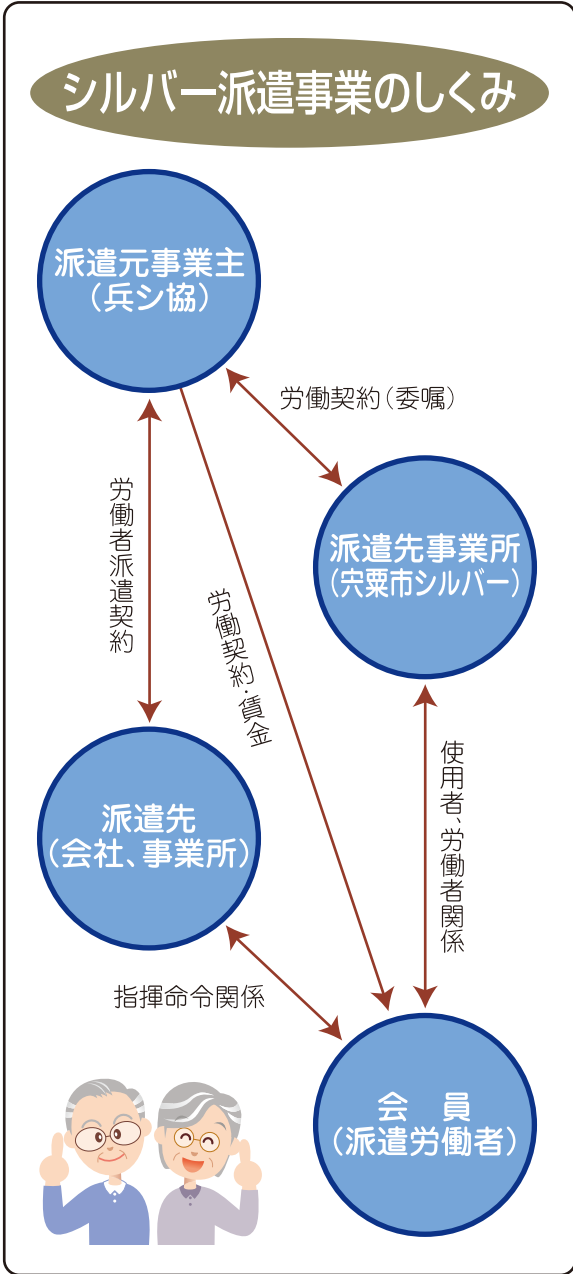 シルバー派遣事業のしくみ
派遣元事業主
（兵シ協）
労働契約（委嘱）
派遣先事業所
（宍粟市シルバー）
労働者派遣契約
労働契約・賃金
派遣先
（会社、事業所）
使用者、労働者関係
指揮命令関係
会　員
（派遣労働者）